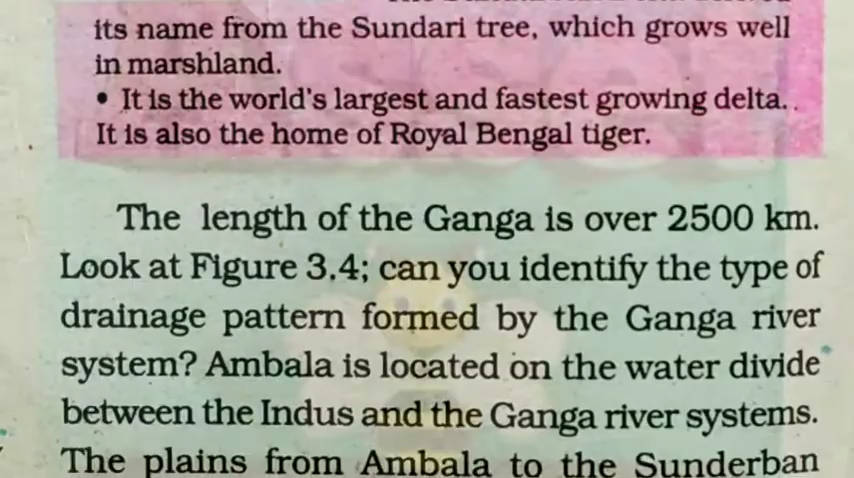 its name from the Sundari tree, which grows well
in marshland.
• It is the world's largest and fastest growing delta.
It is also the home of Royal Bengal tiger.
The length of the Ganga is over 2500 km.
Look at Figure 3.4; can you identify the type of
drainage pattern formed by the Ganga river
system? Ambala is located on the water divide
between the Indus and the Ganga river systems.
The plains from Ambala to the Sunderban